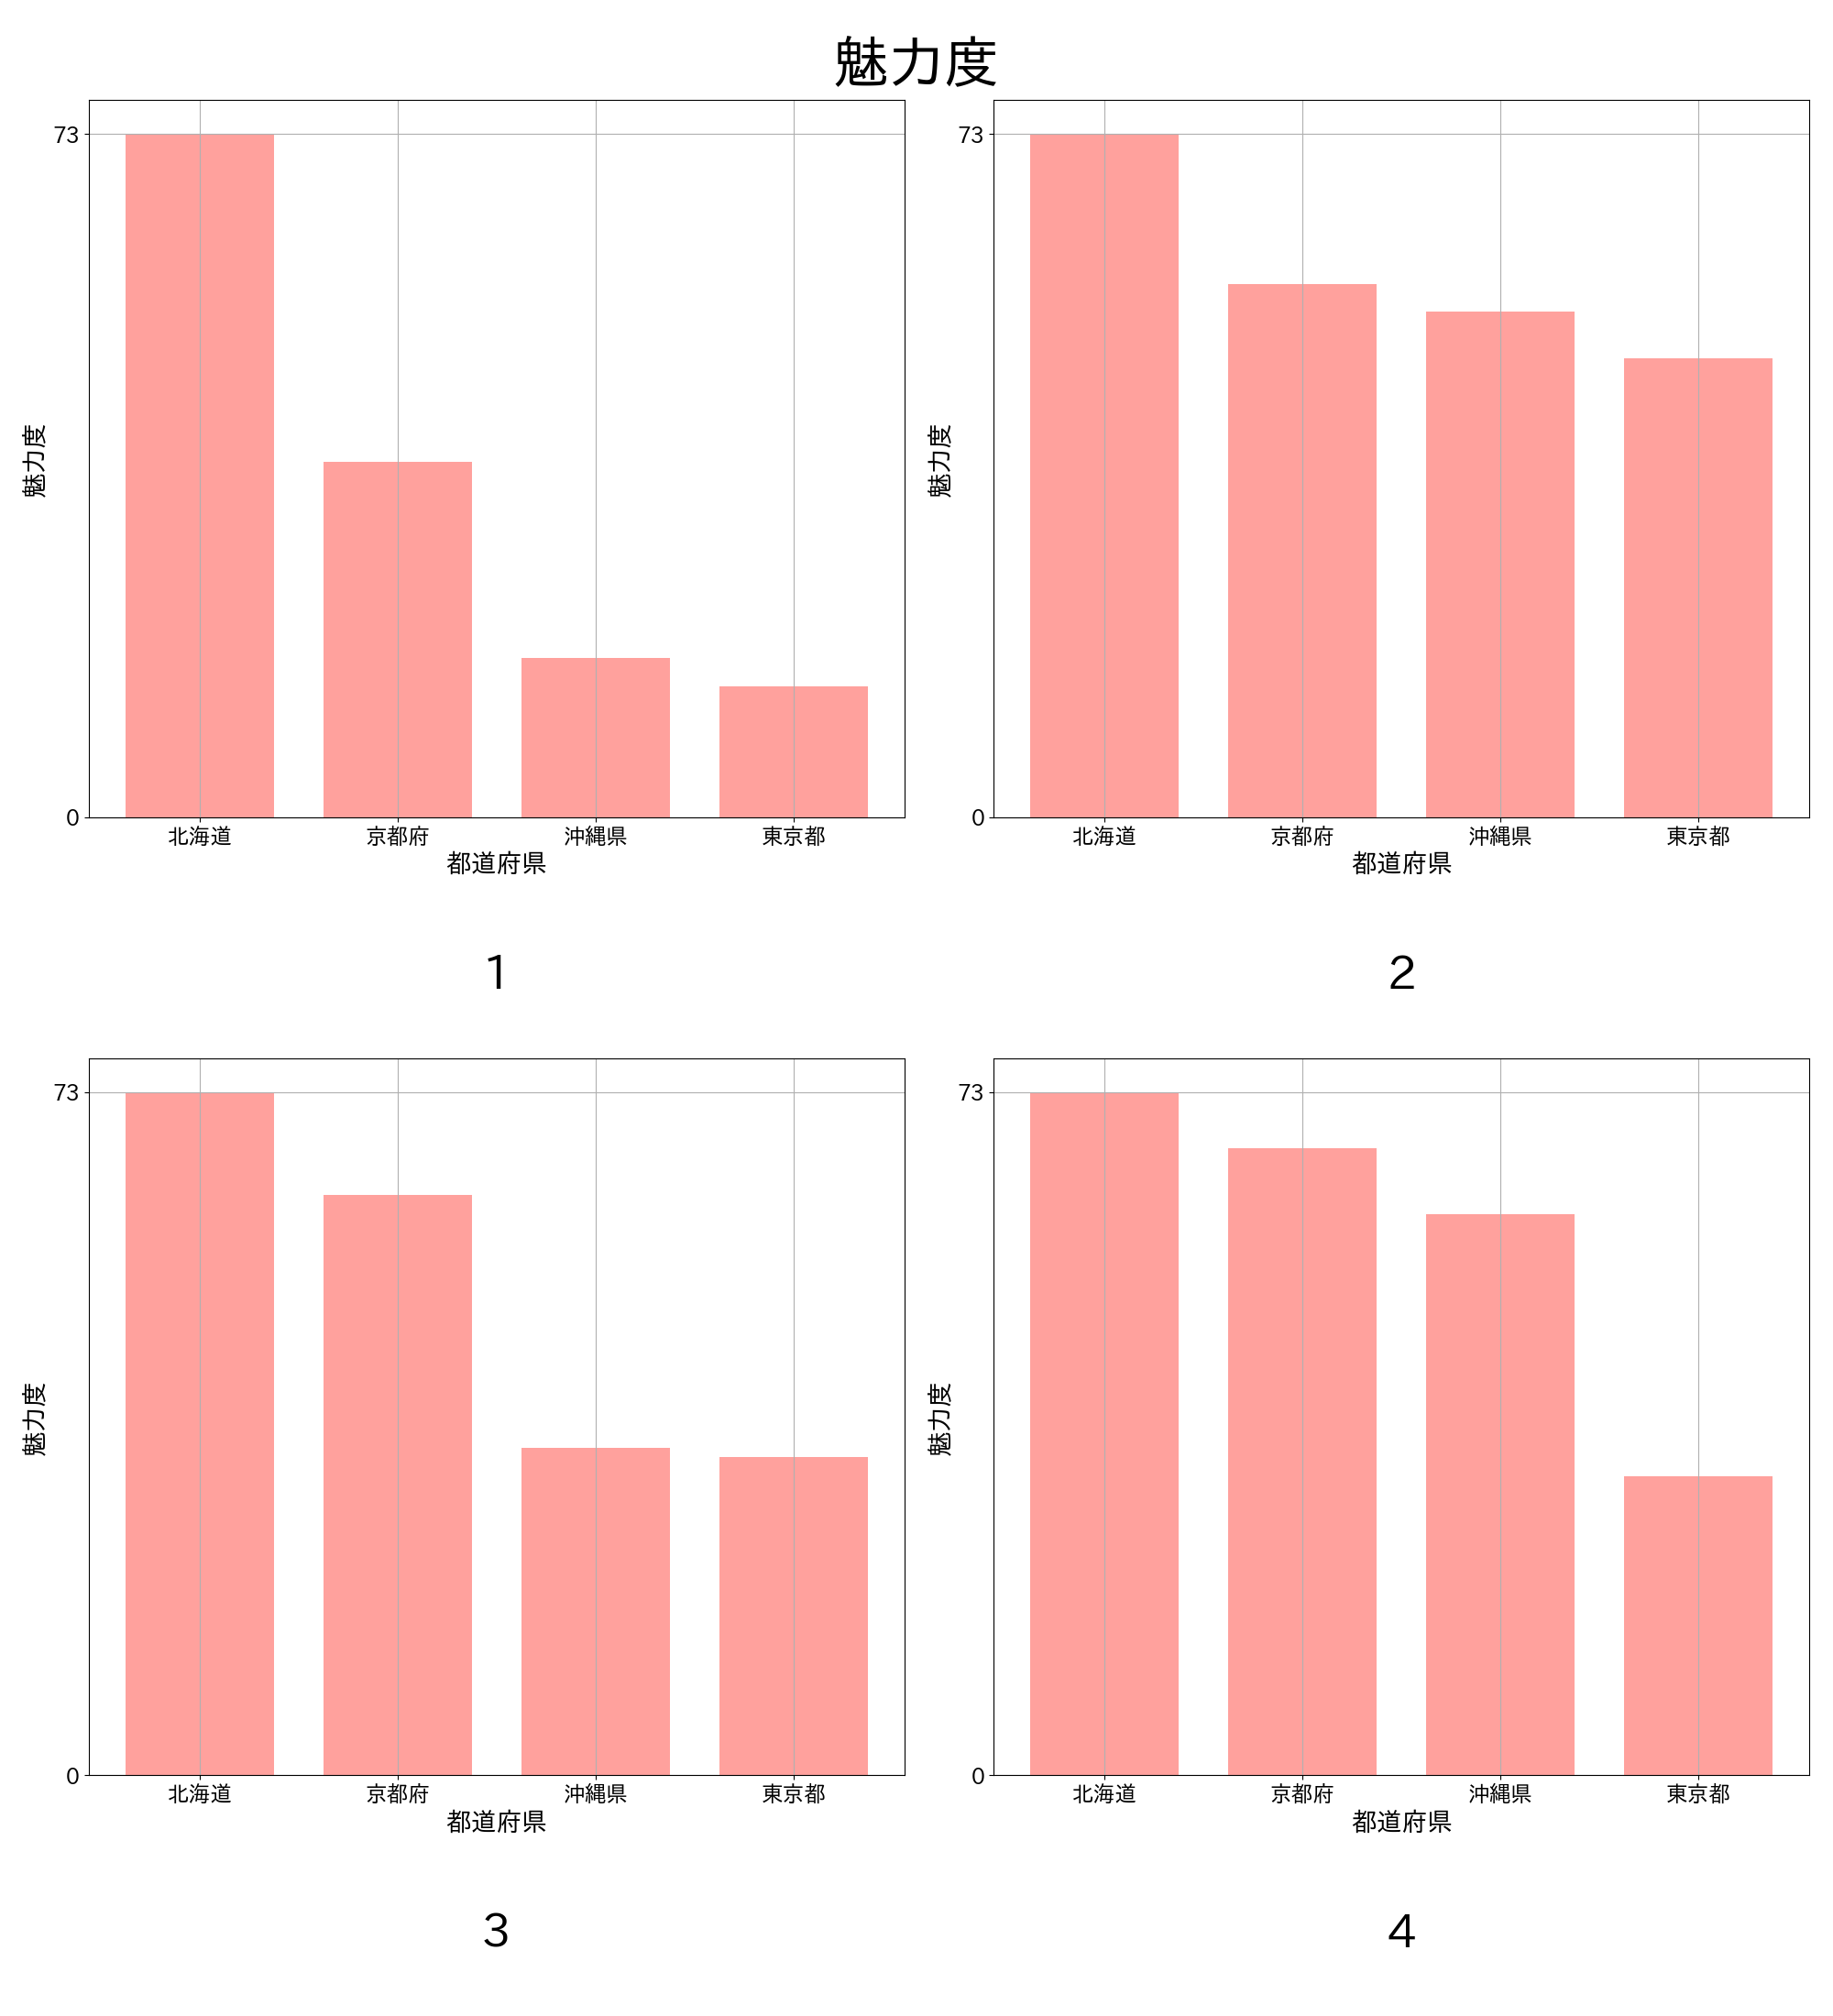 魅力度
73
0
魅力度
北海道 京都府 沖縄県 東京都
都道府県
1
73
0
魅力度
北海道 京都府 沖縄県 東京都
都道府県
2
73
0
魅力度
北海道 京都府 沖縄県 東京都
都道府県
3
73
0
魅力度
北海道 京都府 沖縄県 東京都
都道府県
4